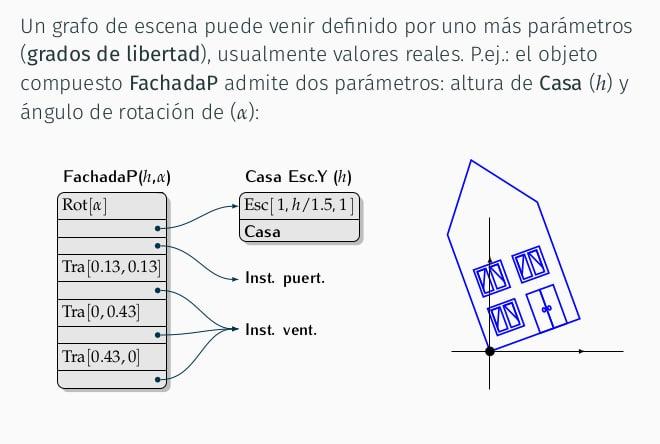 Un grafo de escena puede venir definido por uno más parámetros
(grados de libertad), usualmente valores reales. P.ej.: el objeto
compuesto FachadaP admite dos parámetros: altura de Casa (h) y
ángulo de rotación de (α):
FachadaP(h,α)
Rot[α]
Tra[0.13,0.13]
Tra[0,0.43]
Tra[0.43,0]
Casa Esc.Y (h)
Esc[1,h/1.5,1]
Casa
Inst. puert.
Inst. vent.